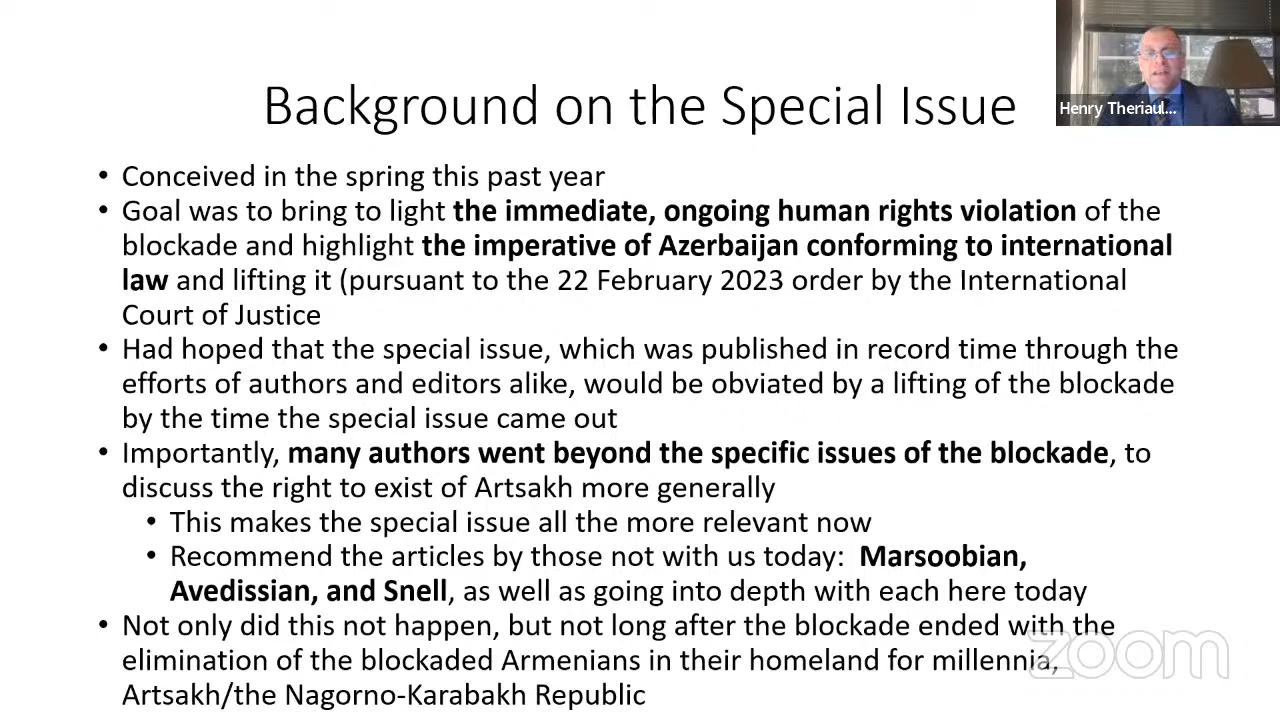 Henry Theriaul...
Background on the Special Issue
• Conceived in the spring this past year
• Goal was to bring to light the immediate, ongoing human rights violation of the
blockade and highlight the imperative of Azerbaijan conforming to international
law and lifting it (pursuant to the 22 February 2023 order by the International
Court of Justice
• Had hoped that the special issue, which was published in record time through the
efforts of authors and editors alike, would be obviated by a lifting of the blockade
by the time the special issue came out
• Importantly, many authors went beyond the specific issues of the blockade, to
discuss the right to exist of Artsakh more generally
• This makes the special issue all the more relevant now
• Recommend the articles by those not with us today: Marsoobian,
Avedissian, and Snell, as well as going into depth with each here today
• Not only did this not happen, but not long after the blockade ended with the
elimination of the blockaded Armenians in their homeland for millennia,
Artsakh/the Nagorno-Karabakh Republic
zoom